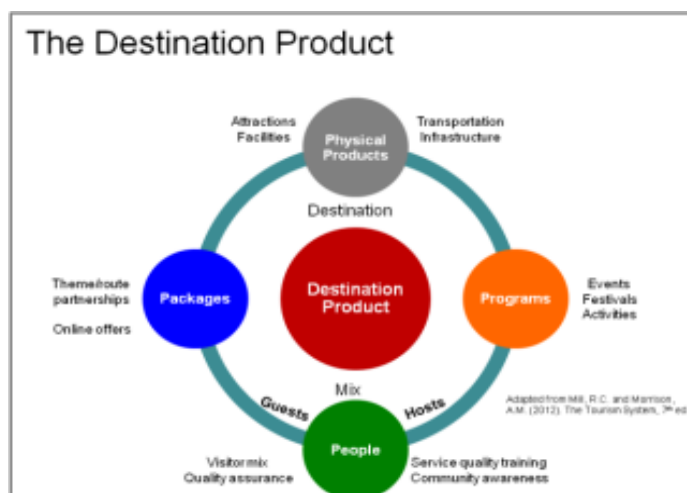 The Destination Product
Attractions
Facilities
Physical
Products
Transportation
Infrastructure
Destination
Theme/route
partnerships
Online offers
Packages
Destination
Product
Programs
Events
Festivals
Activities
Mix
Guests
Hosts
Adapted from Mill, R.C. and Morrison,
A.M. (2012). The Tourism System, 7th ed.
People
Visitor mix
Quality assurance
Service quality training
Community awareness